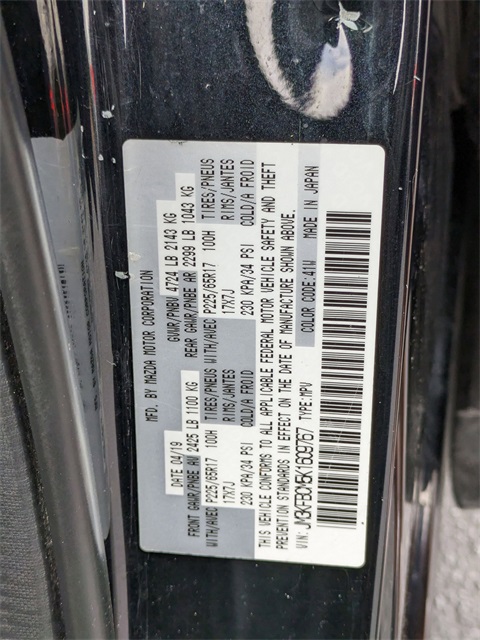 MFD. BY MAZDA MOTOR CORPORATION
DATE 04/19 GVWR/PNBV 4724 LB 2143 KG
FRONT GAWR/PNBE AV 2425 LB 1100 KG REAR GAWR/PNBE AR 2299 LB 1043 KG
WITH/AVEC P225/65R17 100H TIRES/PNEUS WITH/AVEC P225/65R17 100H TIRES/PNEUS
17X7J RIMS/JANTES 17X7J RIMS/JANTES
230 KPA/34 PSI COLD/A FROID 230 KPA/34 PSI COLD/A FROID
THIS VEHICLE CONFORMS TO ALL APPLICABLE FEDERAL MOTOR VEHICLE SAFETY AND THEFT
PREVENTION STANDARDS IN EFFECT ON THE DATE OF MANUFACTURE SHOWN ABOVE.
VIN: JM3KFBCM5K1609767 TYPE:MPV COLOR CODE:41W MADE IN JAPAN